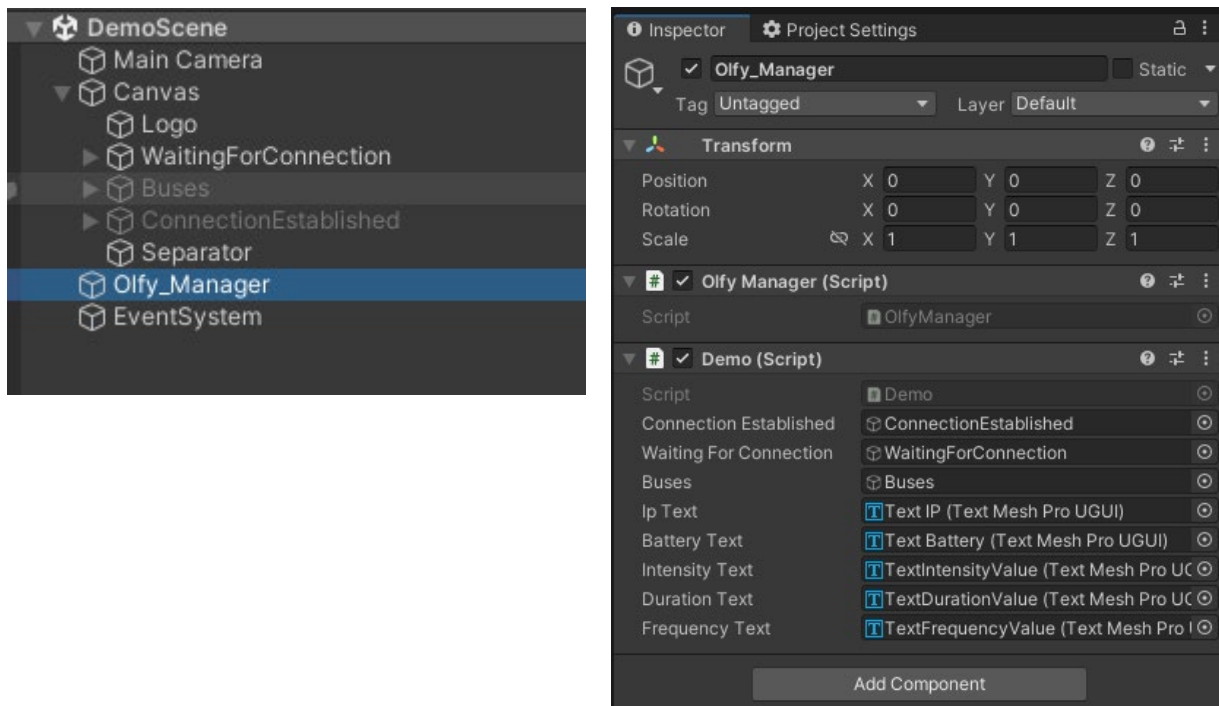 DemoScene
Main Camera
Canvas
Logo
WaitingForConnection
Buses
ConnectionEstablished
Separator
Olfy_Manager
EventSystem
Inspector Project Settings
Olfy_Manager Static
Tag Untagged Layer Default
Transform
Position X 0 Y 0 Z 0
Rotation X 0 Y 0 Z 0
Scale X 1 Y 1 Z 1
# Olfy Manager (Script)
Script OlfyManager
# Demo (Script)
Script Demo
Connection Established ConnectionEstablished
Waiting For Connection WaitingForConnection
Buses Buses
Ip Text Text IP (Text Mesh Pro UGUI)
Battery Text Text Battery (Text Mesh Pro UGUI)
Intensity Text TextIntensityValue (Text Mesh Pro
Duration Text TextDurationValue (Text Mesh Pro
Frequency Text TextFrequencyValue (Text Mesh Pro
Add Component